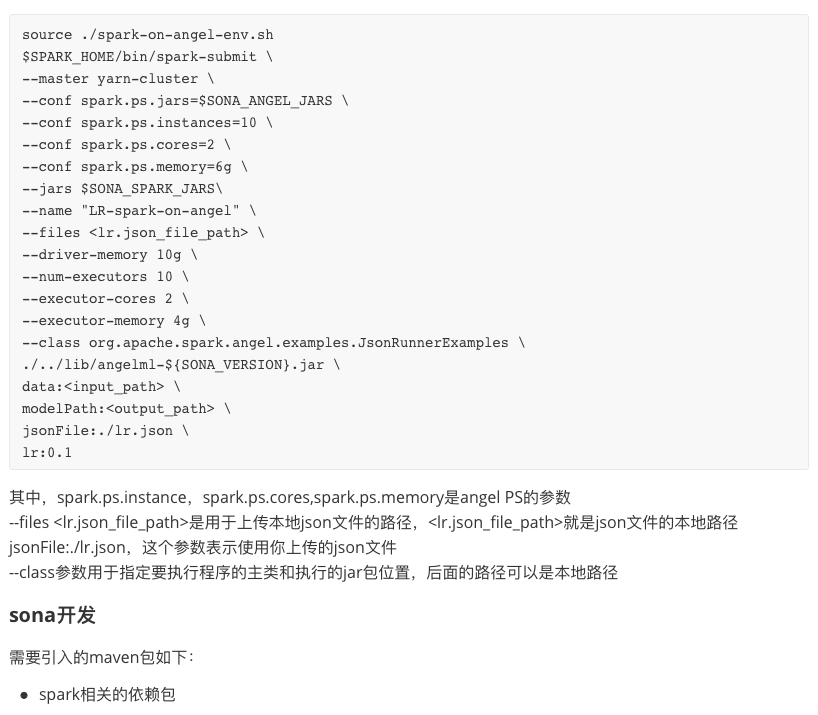 source ./spark-on-angel-env.sh
$SPARK_HOME/bin/spark-submit \
--master yarn-cluster \
--conf spark.ps.jars=$SONA_ANGEL_JARS \
--conf spark.ps.instances=10 \
--conf spark.ps.cores=2 \
--conf spark.ps.memory=6g \
--jars $SONA_SPARK_JARS\
--name "LR-spark-on-angel" \
--files <lr.json_file_path> \
--driver-memory 10g \
--num-executors 10 \
--executor-cores 2 \
--executor-memory 4g \
--class org.apache.spark.angel.examples.JsonRunnerExamples \
./../lib/angelml-${SONA_VERSION}.jar \
data:<input_path> \
modelPath:<output_path> \
jsonFile:./lr.json \
lr:0.1
其中，spark.ps.instance，spark.ps.cores,spark.ps.memory是angel PS的参数
--files <lr.json_file_path>是用于上传本地json文件的路径，<lr.json_file_path>就是json文件的本地路径
jsonFile:./lr.json，这个参数表示使用你上传的json文件
--class参数用于指定要执行程序的主类和执行的jar包位置，后面的路径可以是本地路径
sona开发
需要引入的maven包如下：
● spark相关的依赖包